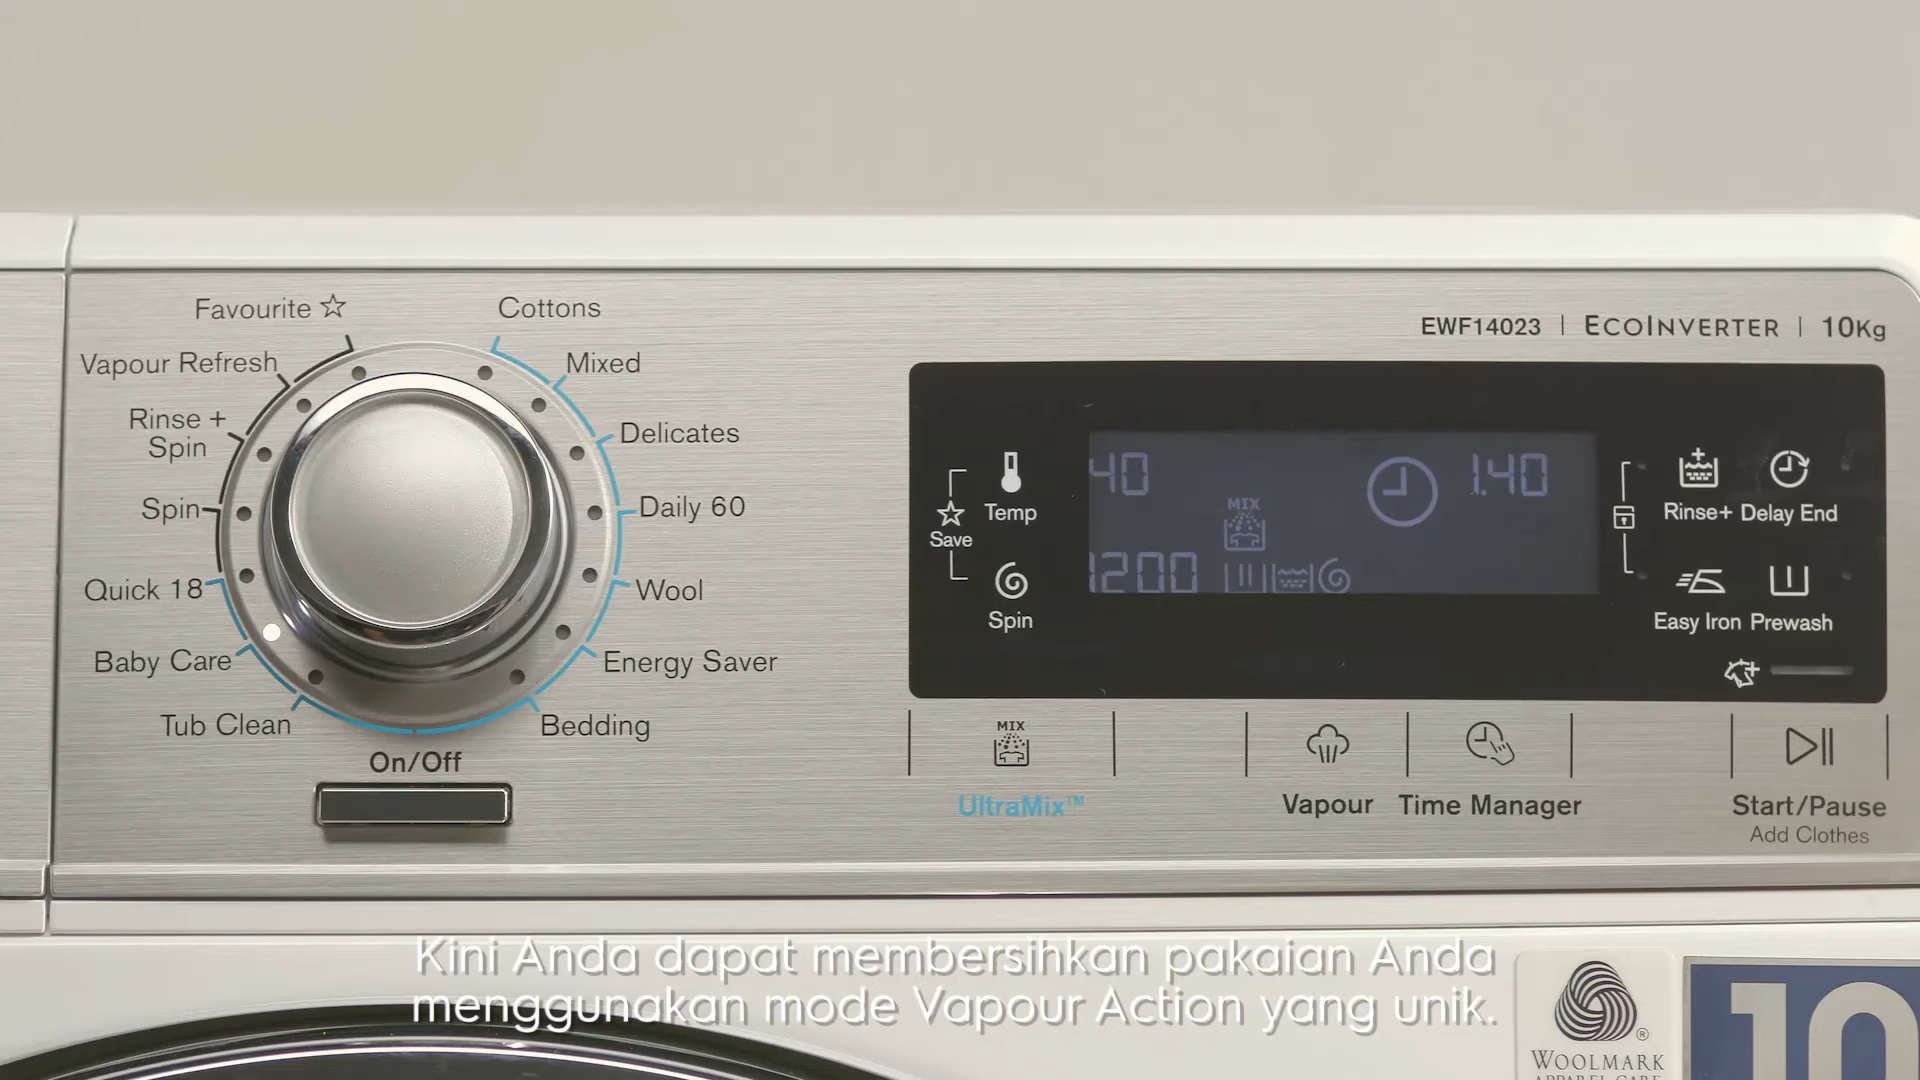 Favourite
Cottons
Vapour Refresh
Mixed
Rinse +
Spin
Delicates
Spin
Daily 60
Quick 18
Wool
Baby Care
Energy Saver
Tub Clean
Bedding
On/Off
EWF14023 | ECOINVERTER | 10Kg
40
1.40
MIX
1200
Temp
Save
Spin
Rinse+ Delay End
Easy Iron Prewash
MIX
UltraMix™
Vapour
Time Manager
Start/Pause
Add Clothes
Kini Anda dapat membersihkan pakaian Anda
menggunakan mode Vapour Action yang unik.
WOOLMARK
APPAREL CARE
10